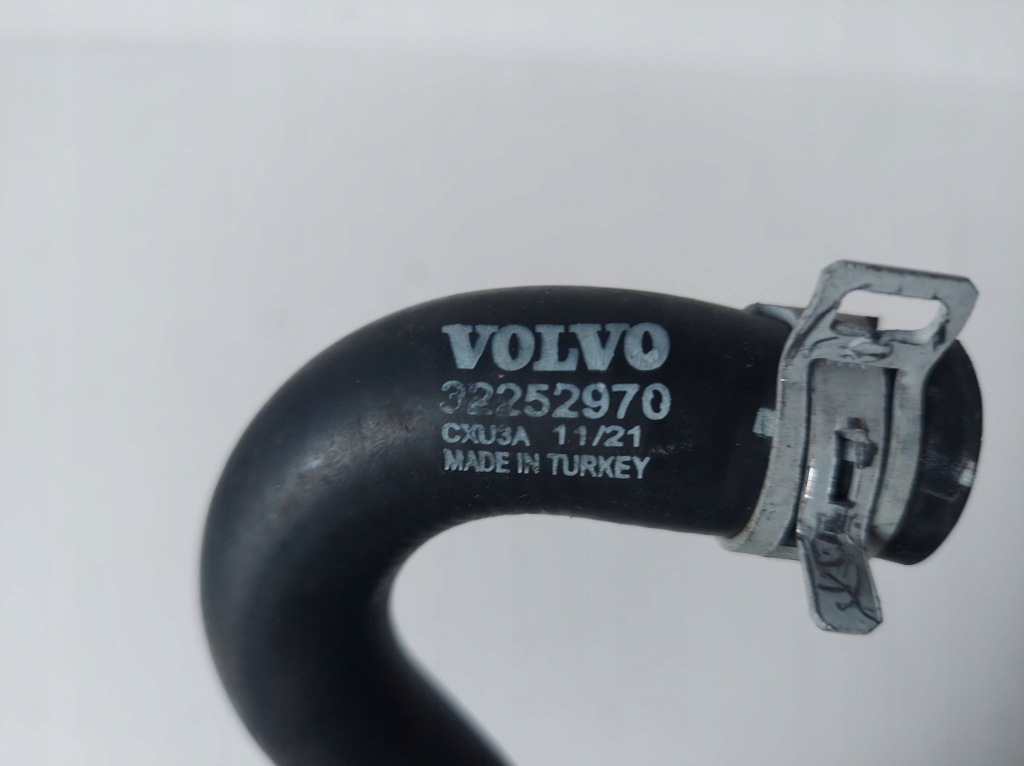 VOLVO
32252970
CXU3A 11/21
MADE IN TURKEY